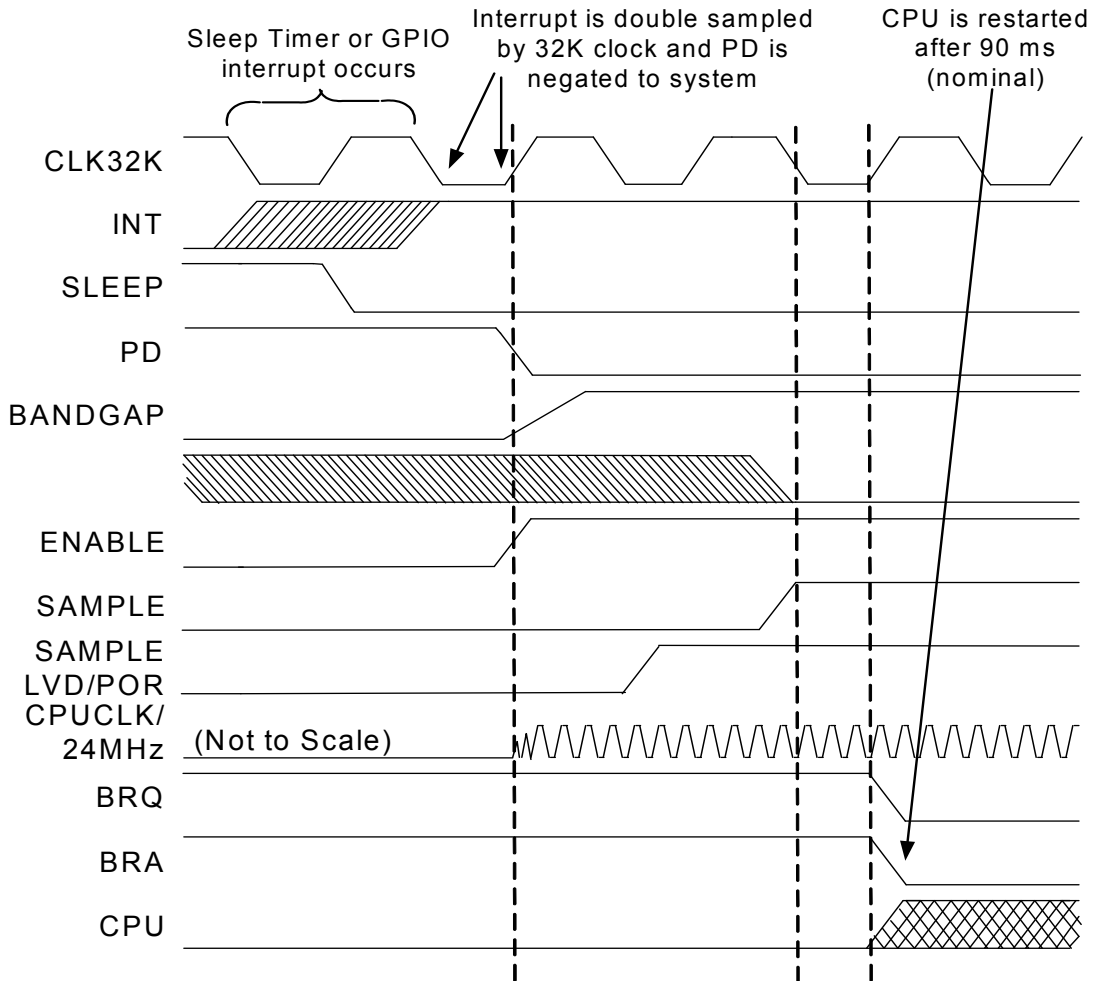 Sleep Timer or GPIO
interrupt occurs
Interrupt is double sampled
by 32K clock and PD is
negated to system
CPU is restarted
after 90 ms
(nominal)
CLK32K
INT
SLEEP
PD
BANDGAP
ENABLE
SAMPLE
SAMPLE
LVD/POR
CPUCLK/
24MHz
(Not to Scale)
BRQ
BRA
CPU